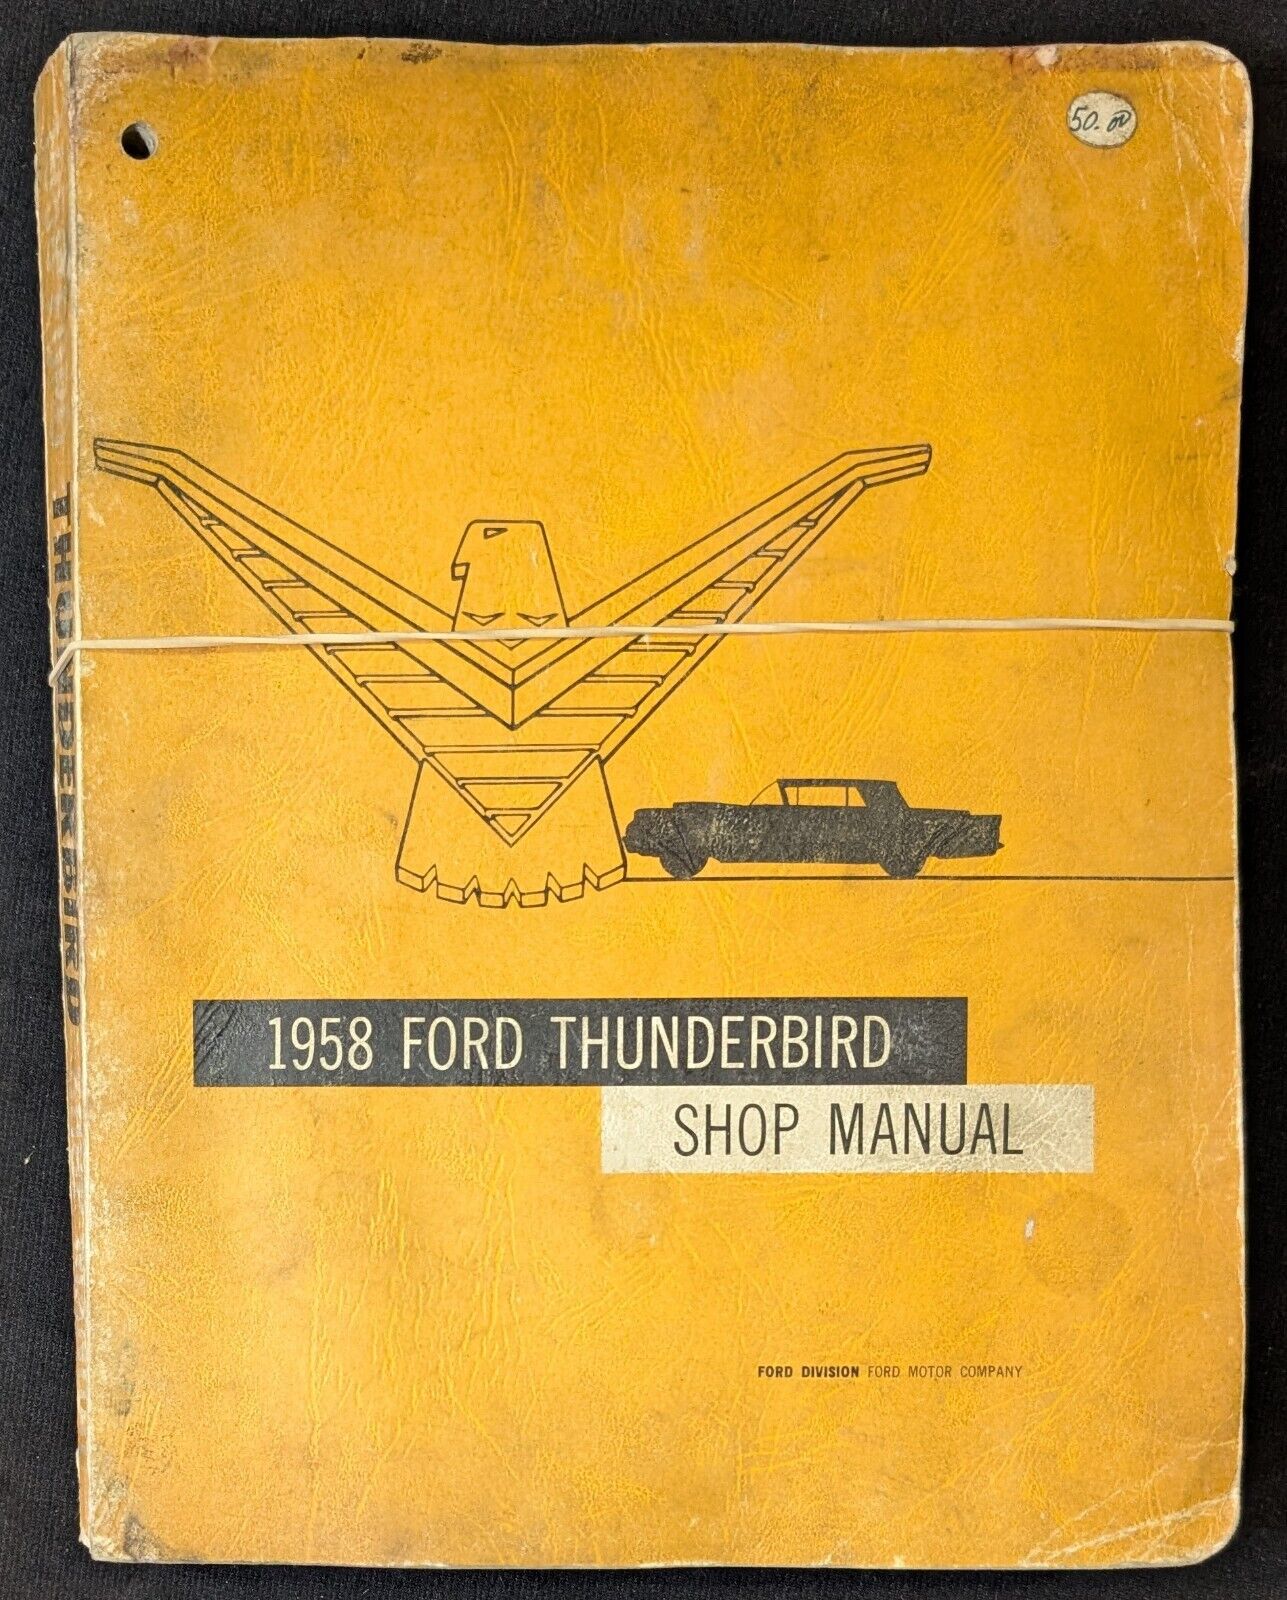 50.00
THUNDERBIRD
1958 FORD THUNDERBIRD
SHOP MANUAL
FORD DIVISION FORD MOTOR COMPANY